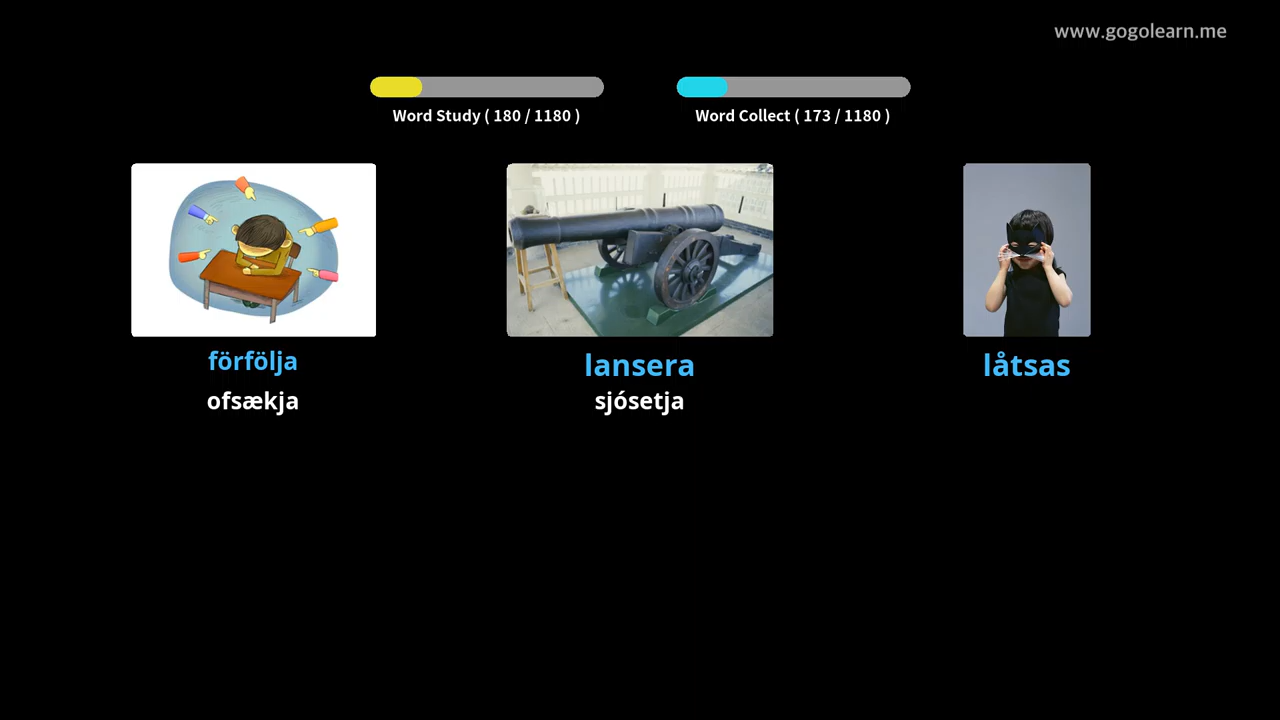 www.gogolearn.me
Word Study ( 180 / 1180 )
Word Collect ( 173 / 1180 )
förfölja
lansera
låtsas
ofsækja
sjósetja